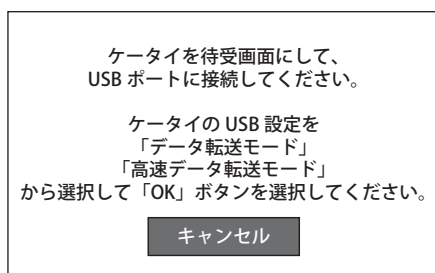 ケータイを待受画面にして、
USB ポートに接続してください。
ケータイの USB 設定を
「データ転送モード」
「高速データ転送モード」
から選択して「OK」ボタンを選択してください。
キャンセル